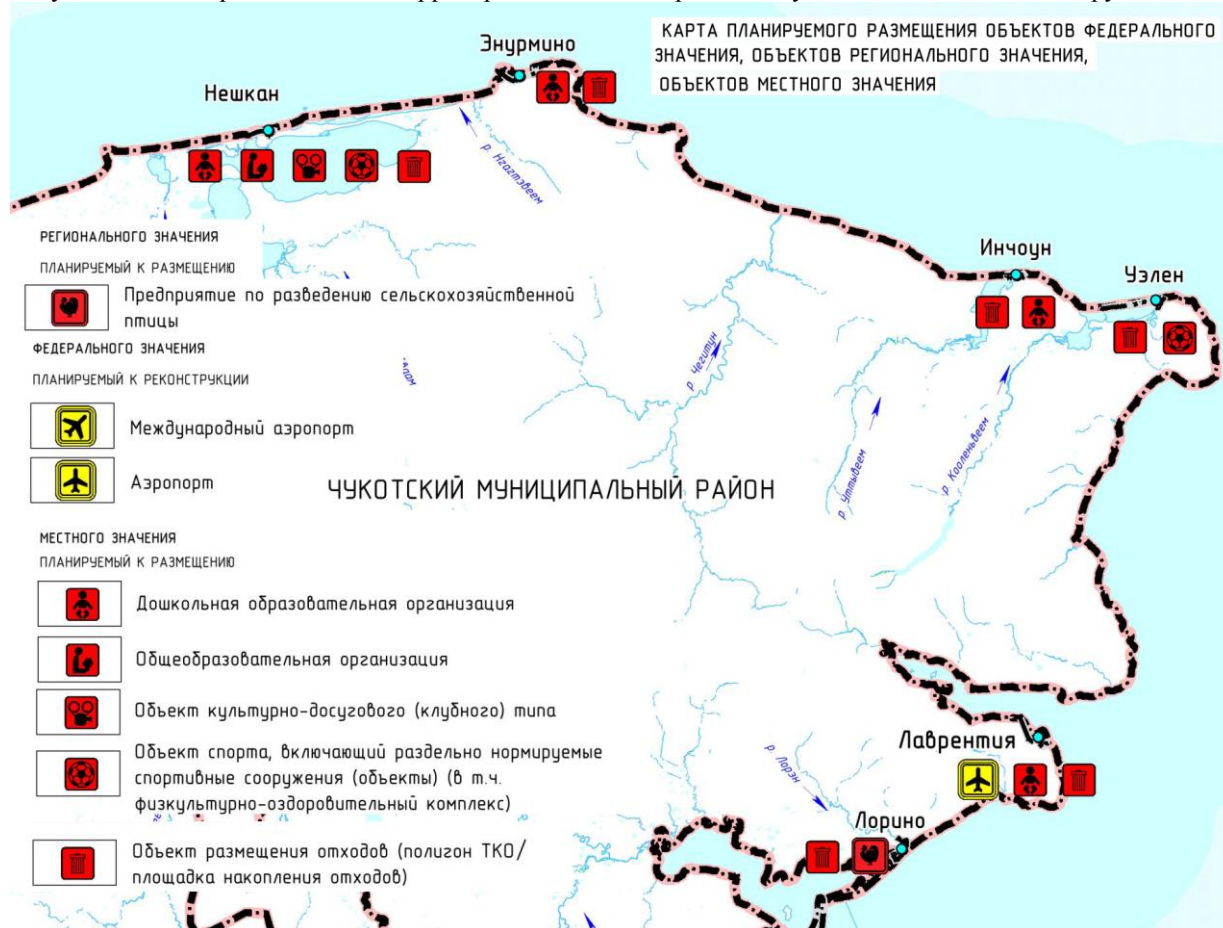 КАРТА ПЛАНИРУЕМОГО РАЗМЕЩЕНИЯ ОБЪЕКТОВ ФЕДЕРАЛЬНОГО
ЗНАЧЕНИЯ, ОБЪЕКТОВ РЕГИОНАЛЬНОГО ЗНАЧЕНИЯ,
ОБЪЕКТОВ МЕСТНОГО ЗНАЧЕНИЯ
Энурмино
Нешкан
р. Нгагтэвеем
РЕГИОНАЛЬНОГО ЗНАЧЕНИЯ
ПЛАНИРУЕМЫЙ К РАЗМЕЩЕНИЮ
Предприятие по разведению сельскохозяйственной
птицы
Инчоун
Уэлен
ФЕДЕРАЛЬНОГО ЗНАЧЕНИЯ
ПЛАНИРУЕМЫЙ К РЕКОНСТРУКЦИИ
Международный аэропорт
Аэропорт
р. Чегитун
р. Уттывеем
р. Кооленьвеем
ЧУКОТСКИЙ МУНИЦИПАЛЬНЫЙ РАЙОН
МЕСТНОГО ЗНАЧЕНИЯ
ПЛАНИРУЕМЫЙ К РАЗМЕЩЕНИЮ
Дошкольная образовательная организация
Общеобразовательная организация
Объект культурно-досугового (клубного) типа
Объект спорта, включающий раздельно нормируемые
спортивные сооружения (объекты) (в т.ч.
физкультурно-оздоровительный комплекс)
Объект размещения отходов (полигон ТКО/
площадка накопления отходов)
Лаврентия
р. Лорэн
Лорино